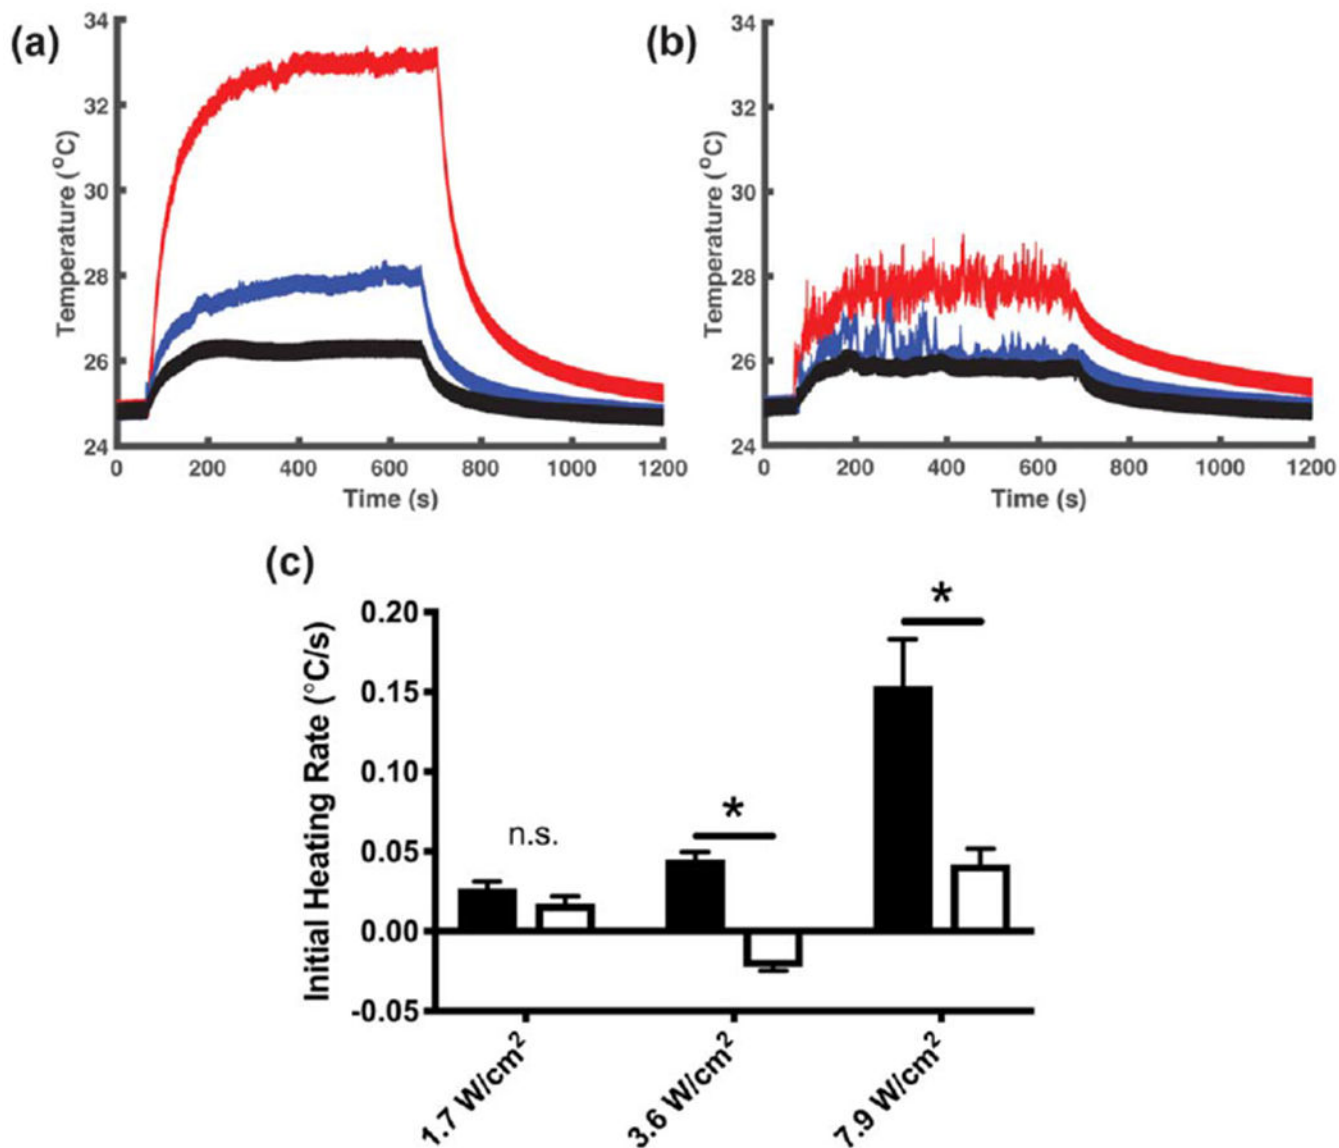 (a)
Temperature (°C)
34
32
30
28
26
24
0 200 400 600 800 1000 1200
Time (s)
(b)
Temperature (°C)
34
32
30
28
26
24
0 200 400 600 800 1000 1200
Time (s)
(c)
Initial Heating Rate (°C/s)
0.20
0.15
0.10
0.05
0.00
-0.05
n.s.
*
*
1.7 W/cm²
3.6 W/cm²
7.9 W/cm²